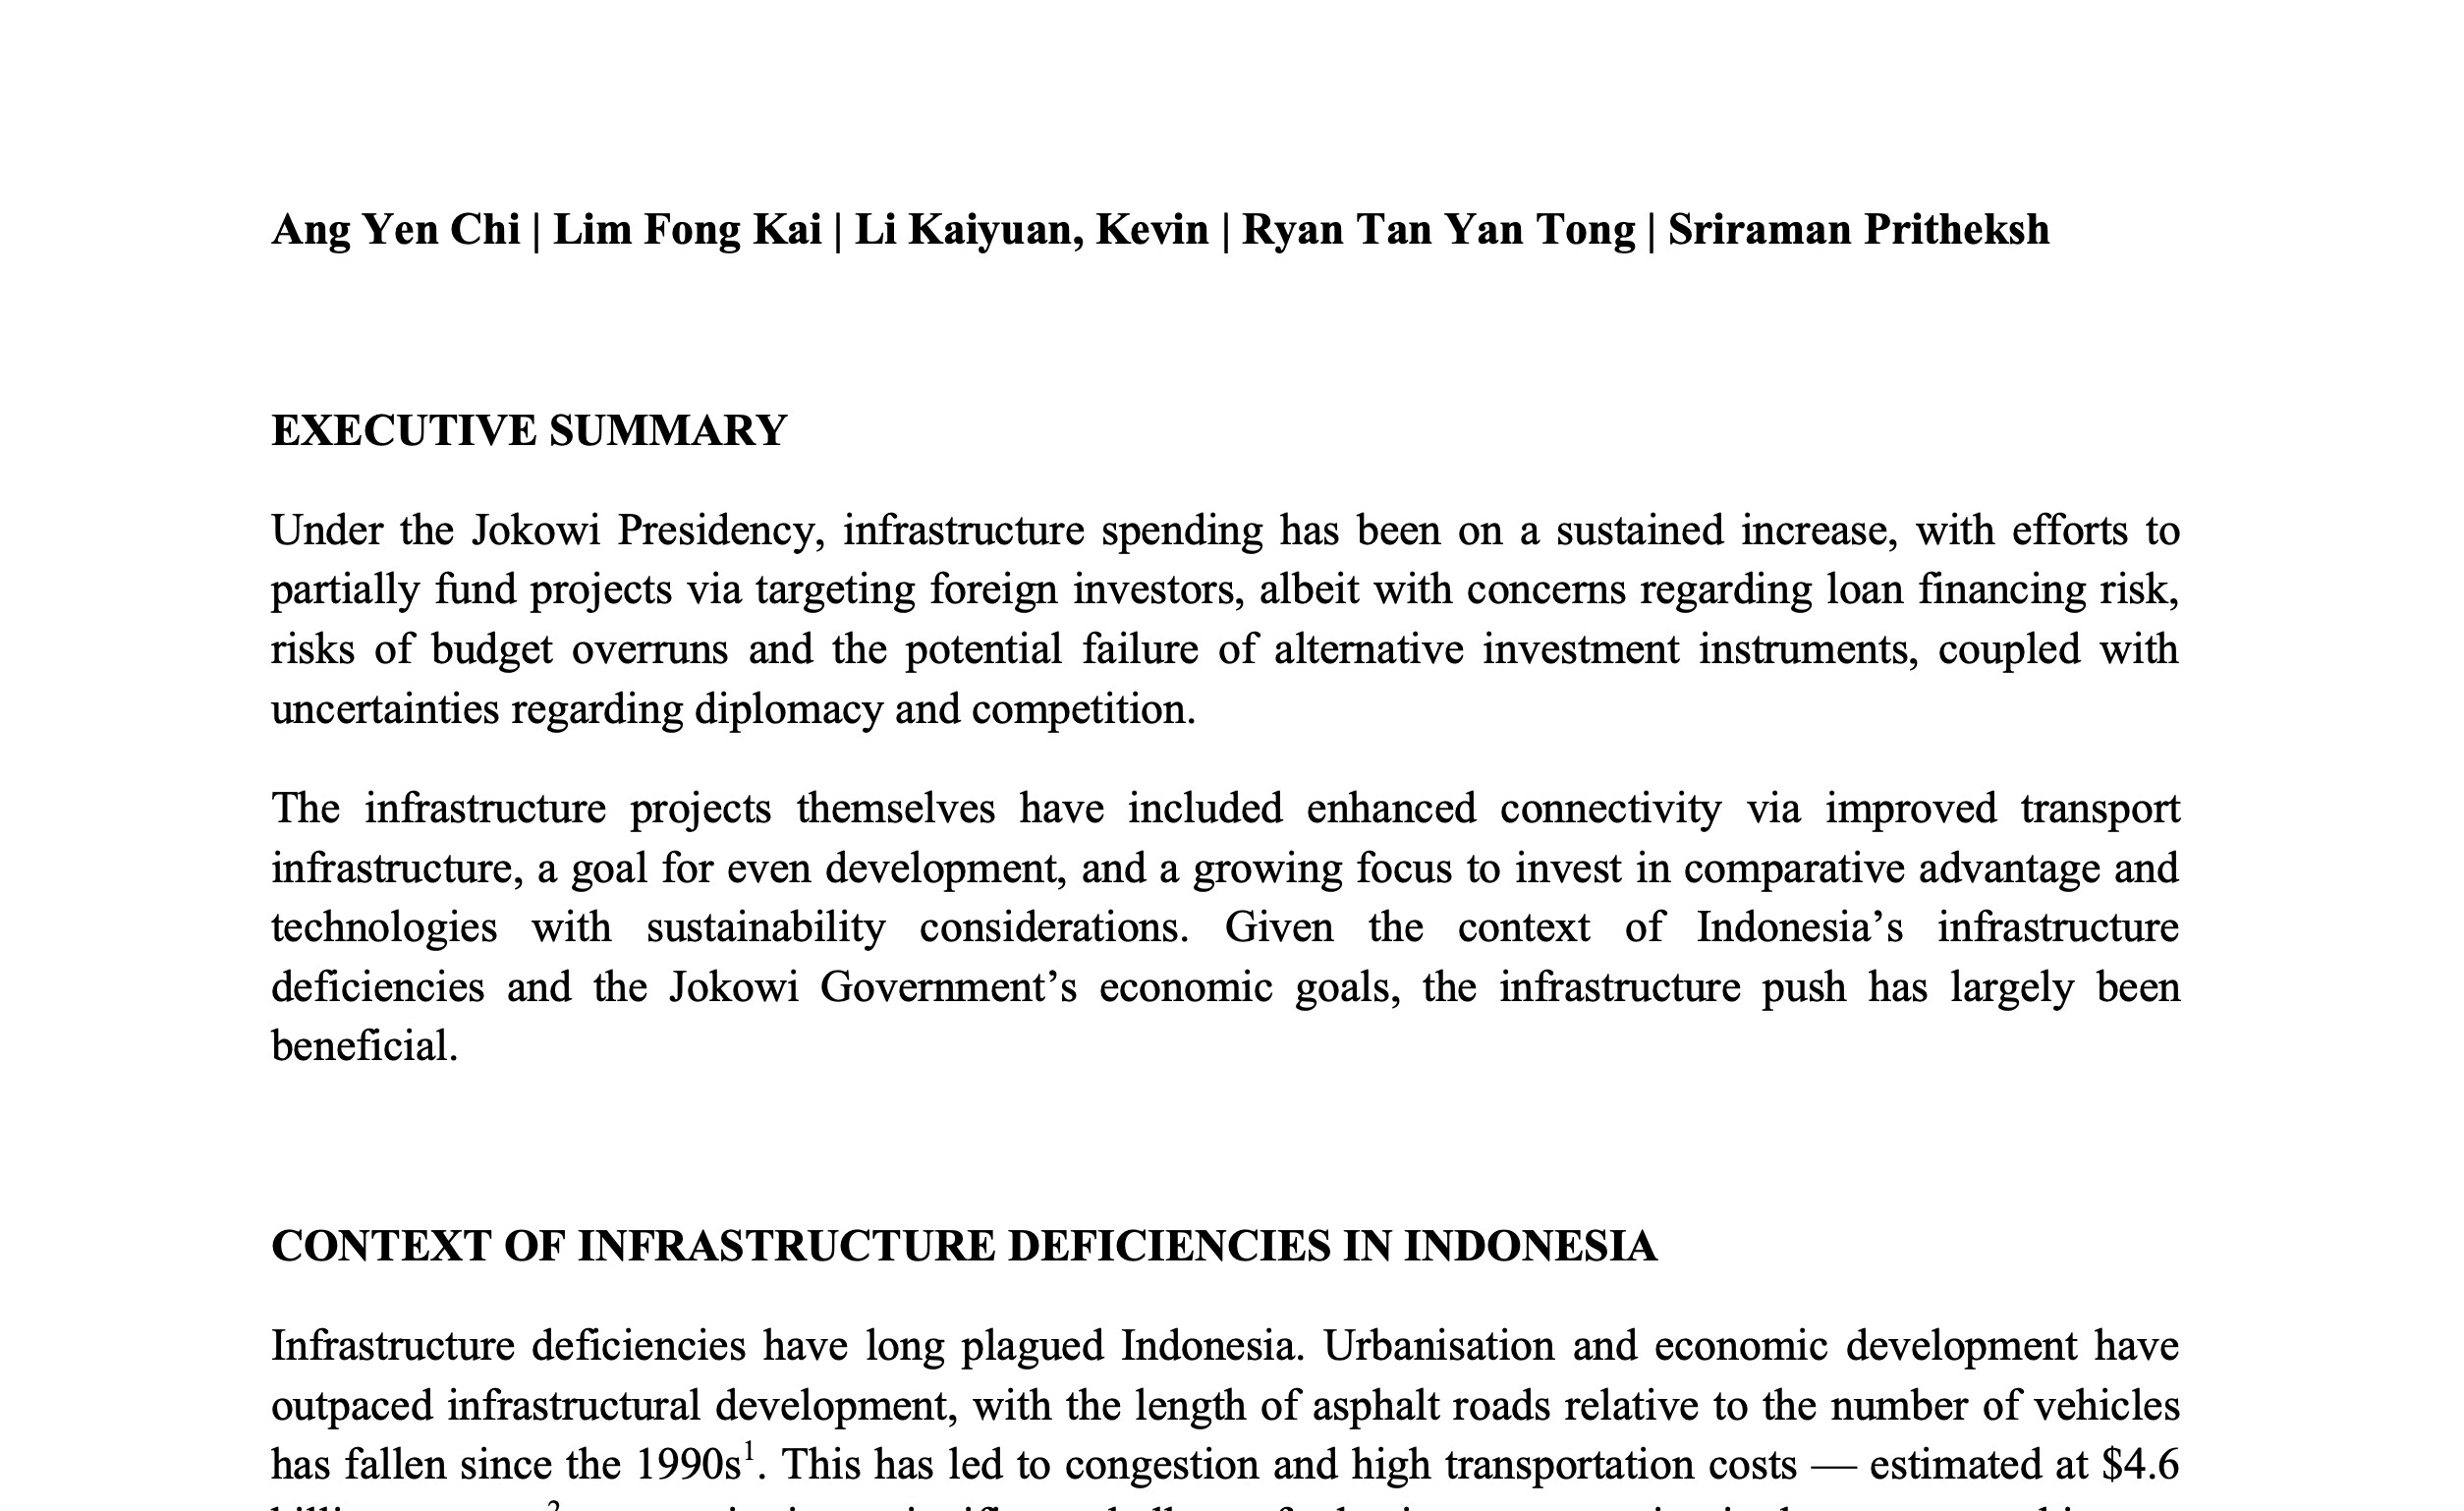 Ang Yen Chi | Lim Fong Kai | Li Kaiyuan, Kevin | Ryan Tan Yan Tong | Sriraman Pritheksh
EXECUTIVE SUMMARY
Under the Jokowi Presidency, infrastructure spending has been on a sustained increase, with efforts to
partially fund projects via targeting foreign investors, albeit with concerns regarding loan financing risk,
risks of budget overruns and the potential failure of alternative investment instruments, coupled with
uncertainties regarding diplomacy and competition.
The infrastructure projects themselves have included enhanced connectivity via improved transport
infrastructure, a goal for even development, and a growing focus to invest in comparative advantage and
technologies with sustainability considerations. Given the context of Indonesia’s infrastructure
deficiencies and the Jokowi Government’s economic goals, the infrastructure push has largely been
beneficial.
CONTEXT OF INFRASTRUCTURE DEFICIENCIES IN INDONESIA
Infrastructure deficiencies have long plagued Indonesia. Urbanisation and economic development have
outpaced infrastructural development, with the length of asphalt roads relative to the number of vehicles
has fallen since the 1990s¹. This has led to congestion and high transportation costs — estimated at $4.6